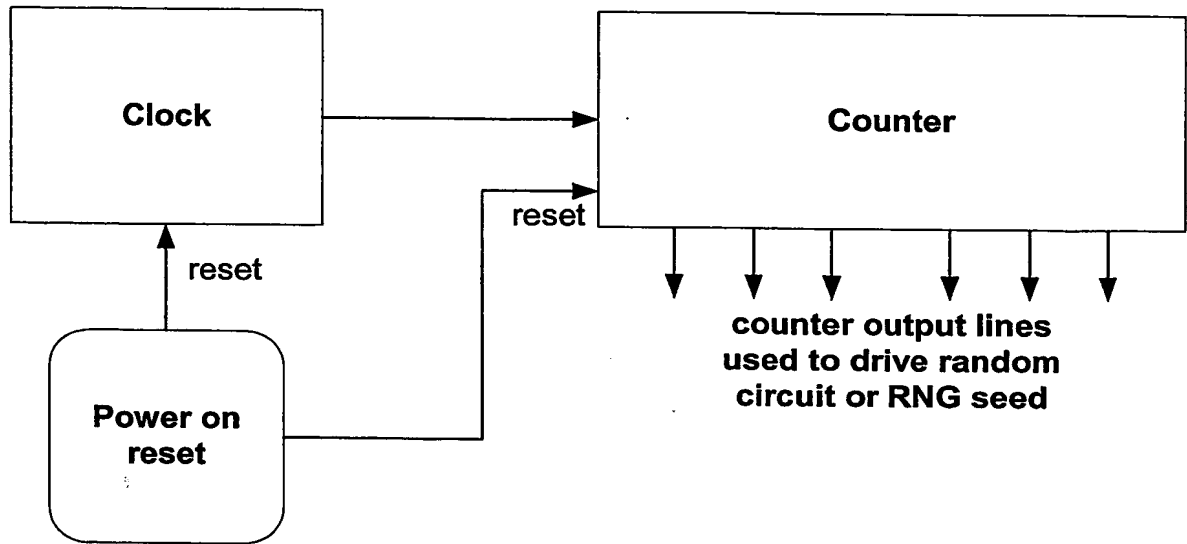 Clock
Counter
reset
reset
Power on
reset
counter output lines
used to drive random
circuit or RNG seed